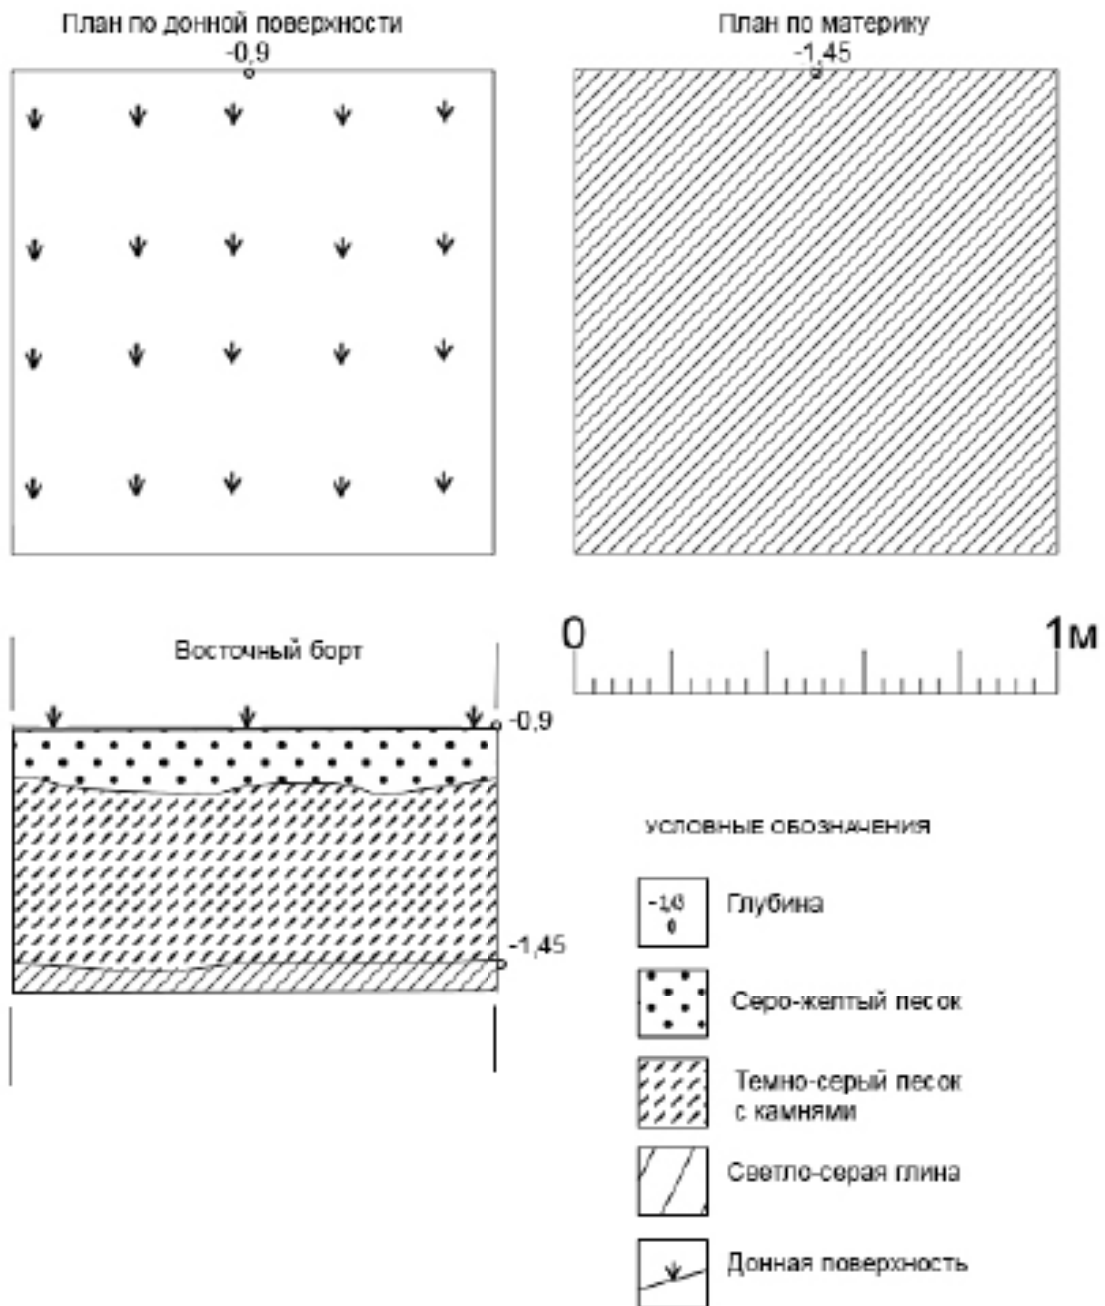 План по донной поверхности
-0,9
План по материку
-1,45
Восточный борт
-0,9
-1,45
0
1м
УСЛОВНЫЕ ОБОЗНАЧЕНИЯ
Глубина
Серо-желтый песок
Темно-серый песок
с камнями
Светло-серая глина
Донная поверхность